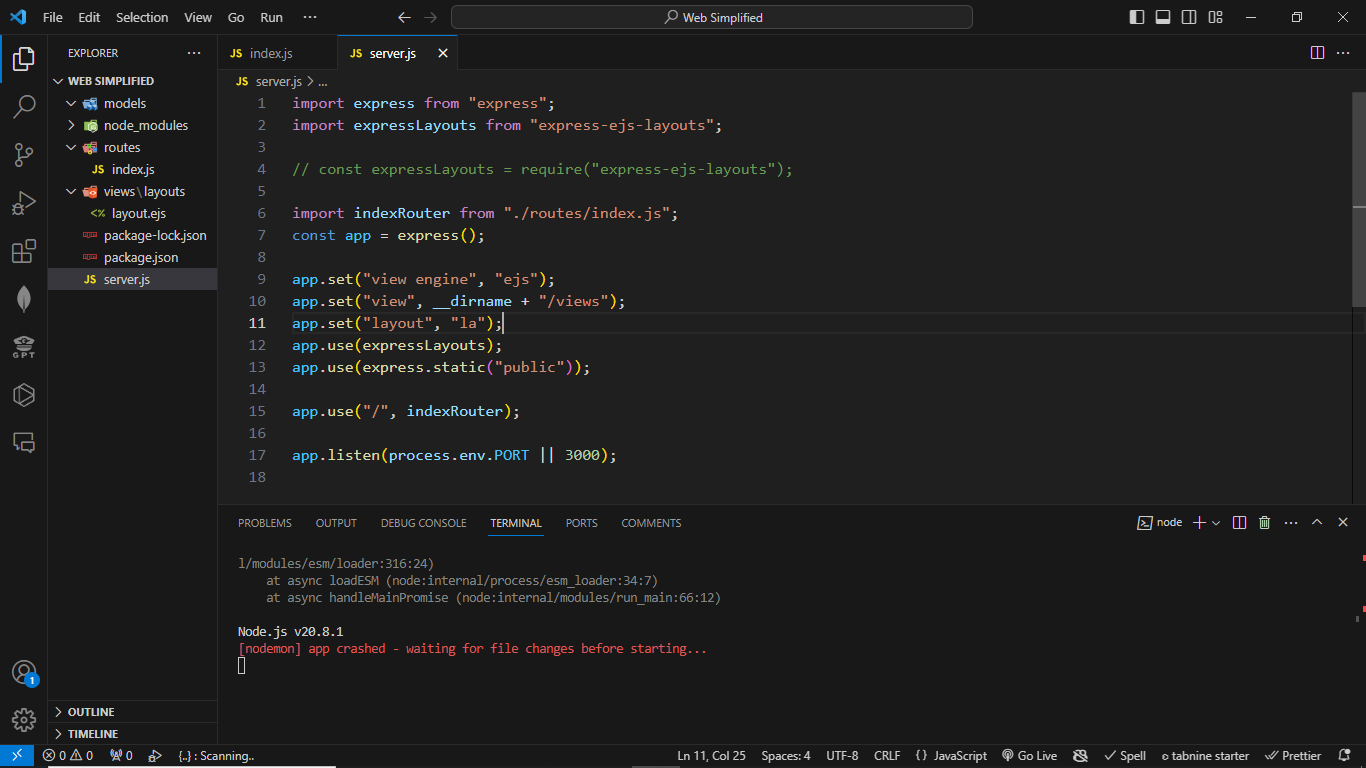 File Edit Selection View Go Run ··· Web Simplified
EXPLORER ···
WEB SIMPLIFIED
models
node_modules
routes
JS index.js
views\layouts
<%> layout.ejs
package-lock.json
package.json
JS server.js
OUTLINE
TIMELINE
GPT
1
JS index.js JS server.js
JS server.js > ...
1 import express from "express";
2 import expressLayouts from "express-ejs-layouts";
3
4 // const expressLayouts = require("express-ejs-layouts");
5
6 import indexRouter from "./routes/index.js";
7 const app = express();
8
9 app.set("view engine", "ejs");
10 app.set("view", __dirname + "/views");
11 app.set("layout", "la");
12 app.use(expressLayouts);
13 app.use(express.static("public"));
14
15 app.use("/", indexRouter);
16
17 app.listen(process.env.PORT || 3000);
18
PROBLEMS OUTPUT DEBUG CONSOLE TERMINAL PORTS COMMENTS node
l/modules/esm/loader:316:24)
at async loadESM (node:internal/process/esm_loader:34:7)
at async handleMainPromise (node:internal/modules/run_main:66:12)
Node.js v20.8.1
[nodemon] app crashed - waiting for file changes before starting...
0 0 0 {..} : Scanning.. Ln 11, Col 25 Spaces: 4 UTF-8 CRLF {} JavaScript Go Live Spell tabnine starter Prettier